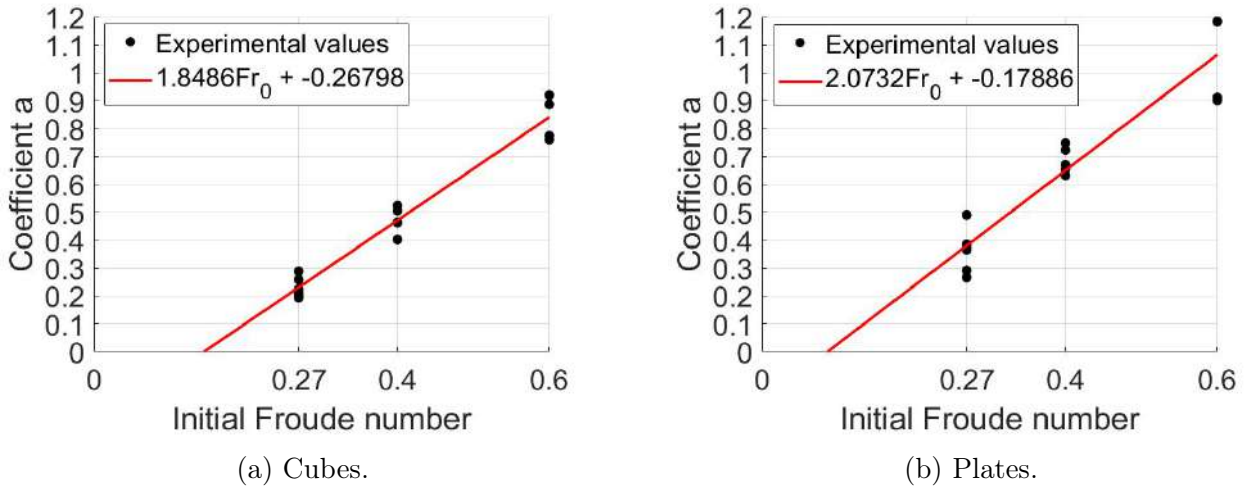 1.2
1.1
1
0.9
0.8
0.7
0.6
0.5
0.4
0.3
0.2
0.1
0
Coefficient a
Experimental values
1.8486Fr₀ + -0.26798
0 0.27 0.4 0.6
Initial Froude number
(a) Cubes.
1.2
1.1
1
0.9
0.8
0.7
0.6
0.5
0.4
0.3
0.2
0.1
0
Coefficient a
Experimental values
2.0732Fr₀ + -0.17886
0 0.27 0.4 0.6
Initial Froude number
(b) Plates.